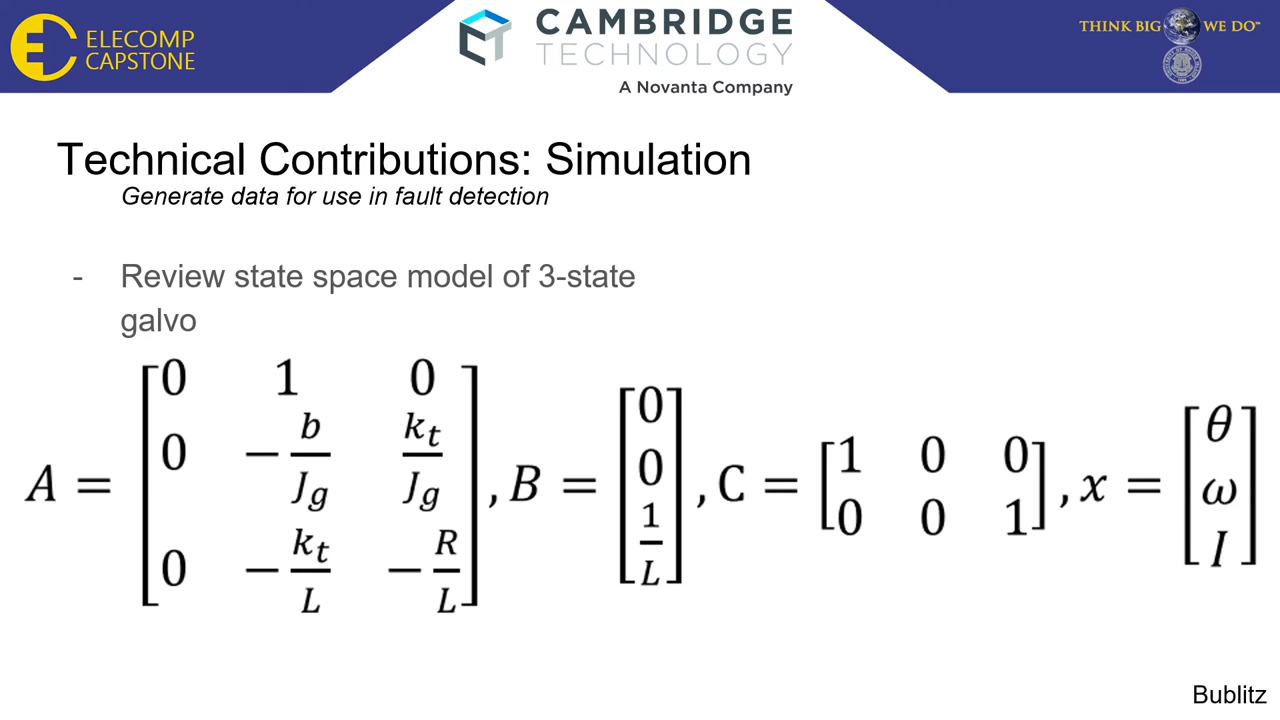 ELECOMP
CAPSTONE
CAMBRIDGE
TECHNOLOGY
A Novanta Company
THINK BIG WE DO™
Technical Contributions: Simulation
Generate data for use in fault detection
- Review state space model of 3-state
galvo
A = [0 1 0; 0 −b/J_g k_t/J_g; 0 −k_t/L −R/L], B = [0; 0; 1/L], C = [1 0 0; 0 0 1], x = [θ; ω; I]
Bublitz